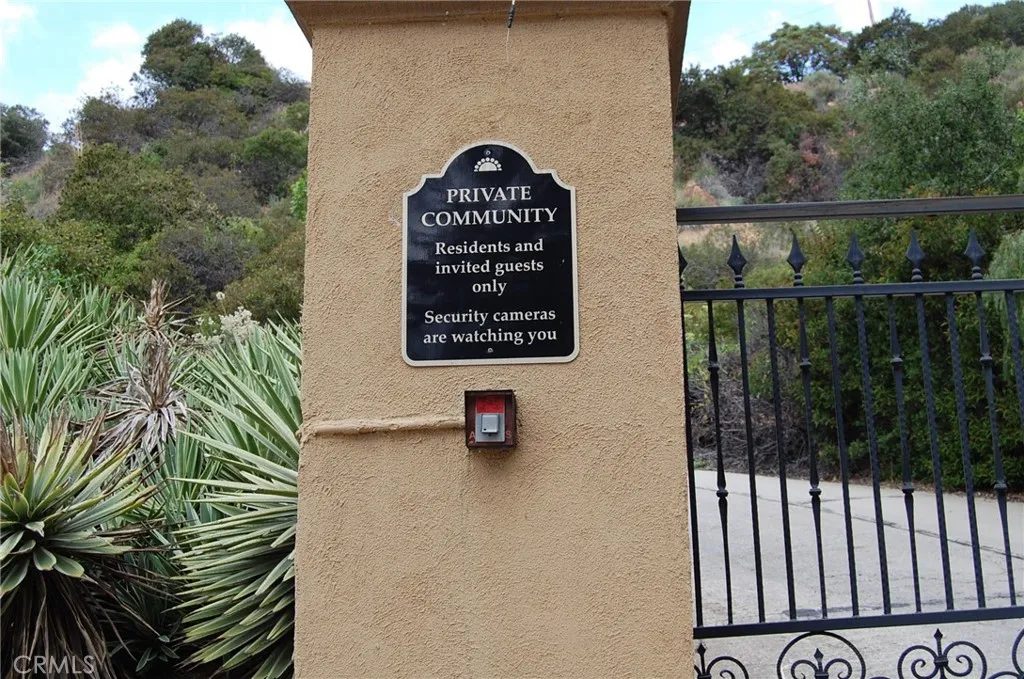 PRIVATE
COMMUNITY
Residents and
invited guests
only
Security cameras
are watching you
CRMLS